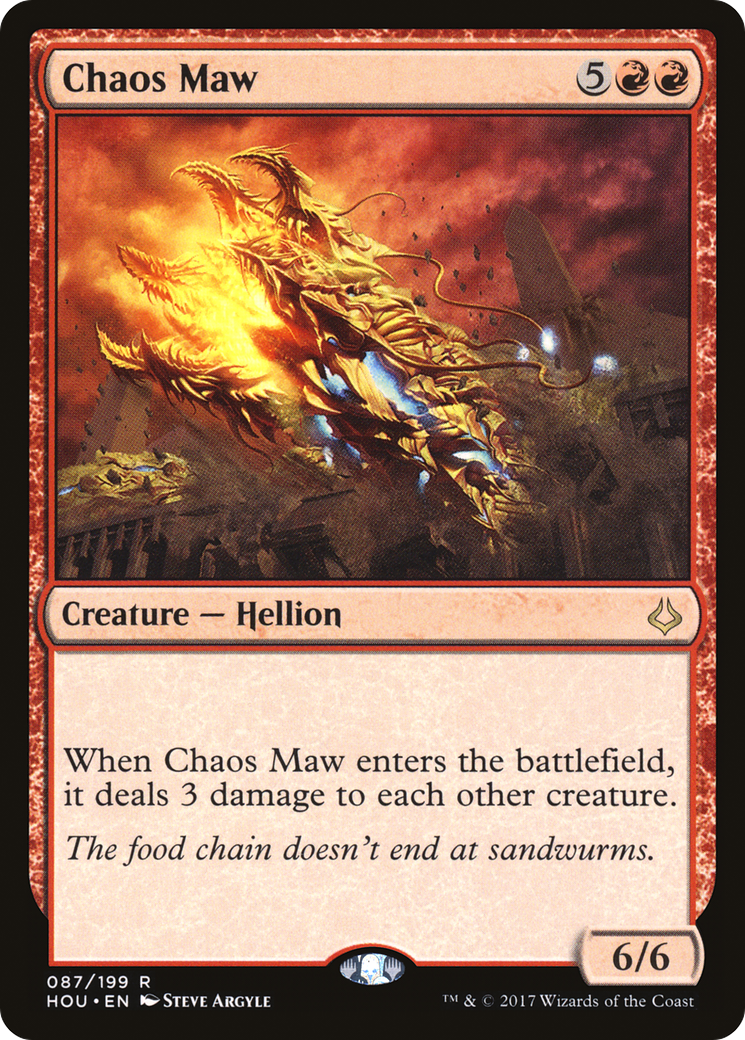 Chaos Maw 5
Creature — Hellion
When Chaos Maw enters the battlefield,
it deals 3 damage to each other creature.
The food chain doesn't end at sandwurms.
6/6
087/199 R
HOU • EN Steve Argyle
™ & © 2017 Wizards of the Coast